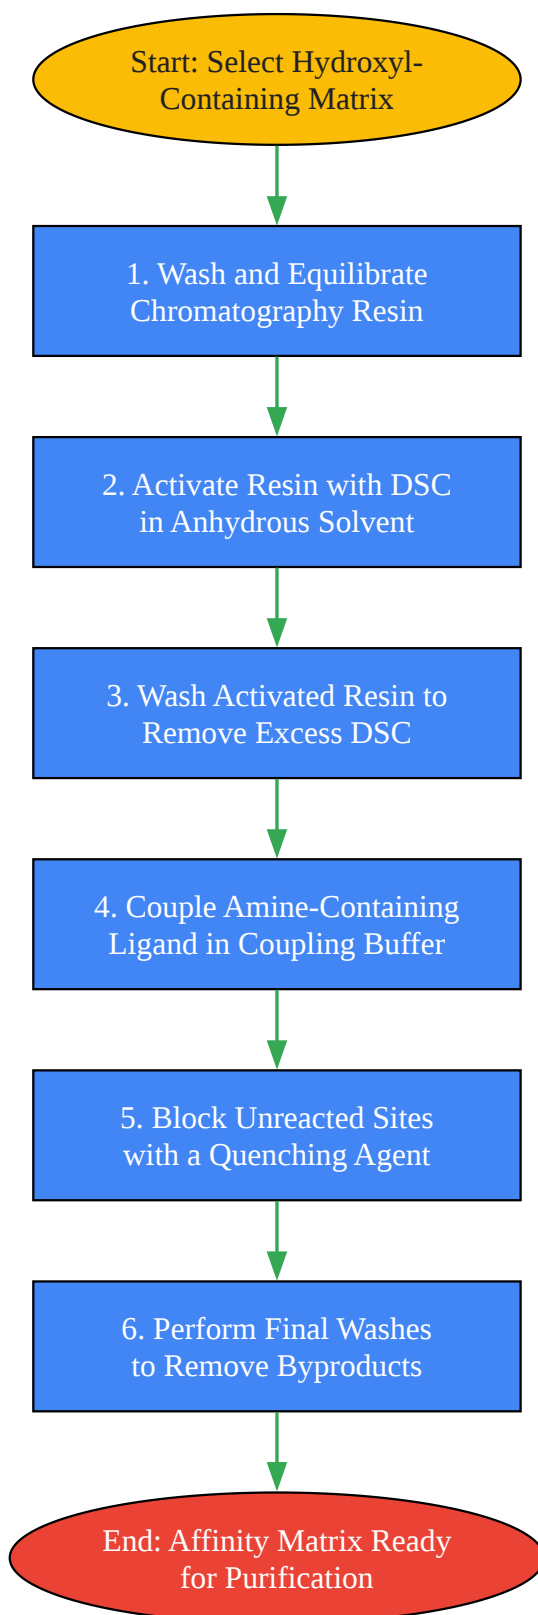 Start: Select Hydroxyl-
Containing Matrix
1. Wash and Equilibrate
Chromatography Resin
2. Activate Resin with DSC
in Anhydrous Solvent
3. Wash Activated Resin to
Remove Excess DSC
4. Couple Amine-Containing
Ligand in Coupling Buffer
5. Block Unreacted Sites
with a Quenching Agent
6. Perform Final Washes
to Remove Byproducts
End: Affinity Matrix Ready
for Purification